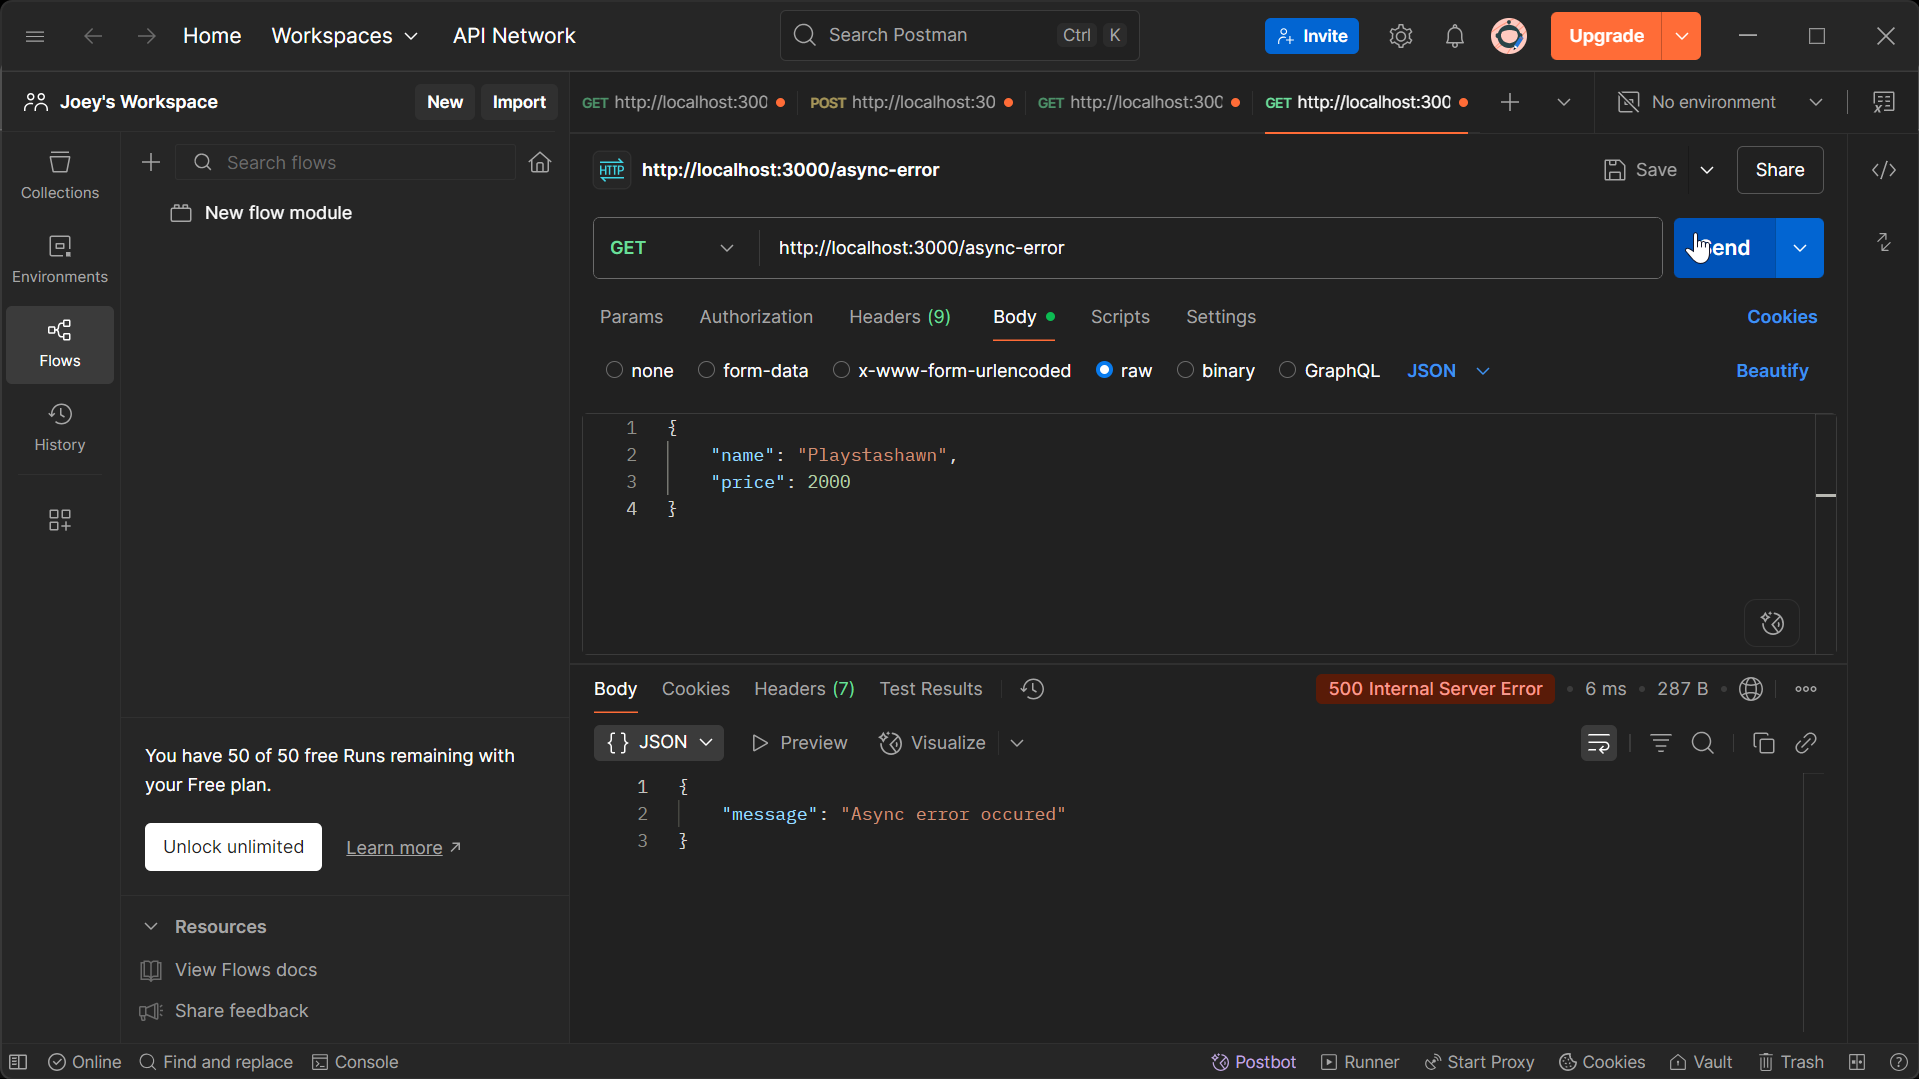 Home
Workspaces
API Network
Search Postman
Ctrl K
Invite
Upgrade
Joey's Workspace
New
Import
GET http://localhost:300
POST http://localhost:30
GET http://localhost:300
GET http://localhost:300
No environment
Search flows
New flow module
Collections
Environments
Flows
History
HTTP
http://localhost:3000/async-error
Save
Share
GET
http://localhost:3000/async-error
Params
Authorization
Headers (9)
Body
Scripts
Settings
Cookies
none
form-data
x-www-form-urlencoded
raw
binary
GraphQL
JSON
Beautify
1 {
2 "name": "Playstashawn",
3 "price": 2000
4 }
Body
Cookies
Headers (7)
Test Results
500 Internal Server Error
6 ms
287 B
{} JSON
Preview
Visualize
1 {
2 "message": "Async error occured"
3 }
You have 50 of 50 free Runs remaining with
your Free plan.
Unlock unlimited
Learn more
Resources
View Flows docs
Share feedback
Online
Find and replace
Console
Postbot
Runner
Start Proxy
Cookies
Vault
Trash